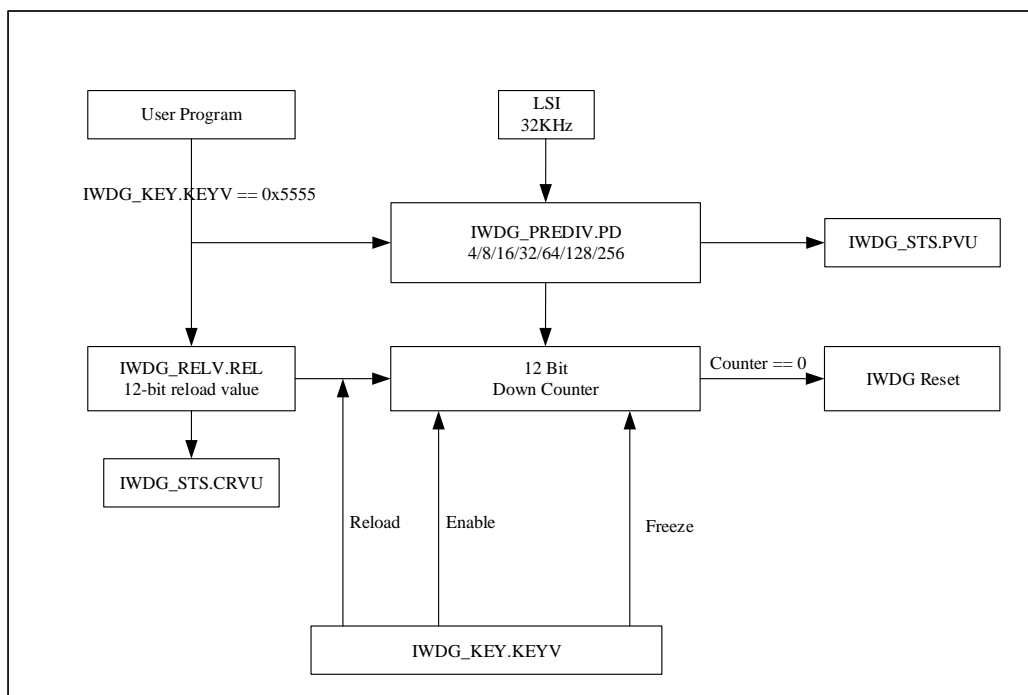 User Program
LSI
32KHz
IWDG_KEY.KEYV == 0x5555
IWDG_PREDIV.PD
4/8/16/32/64/128/256
IWDG_STS.PVU
IWDG_RELV.REL
12-bit reload value
12 Bit
Down Counter
Counter == 0
IWDG Reset
IWDG_STS.CRVU
Reload
Enable
Freeze
IWDG_KEY.KEYV